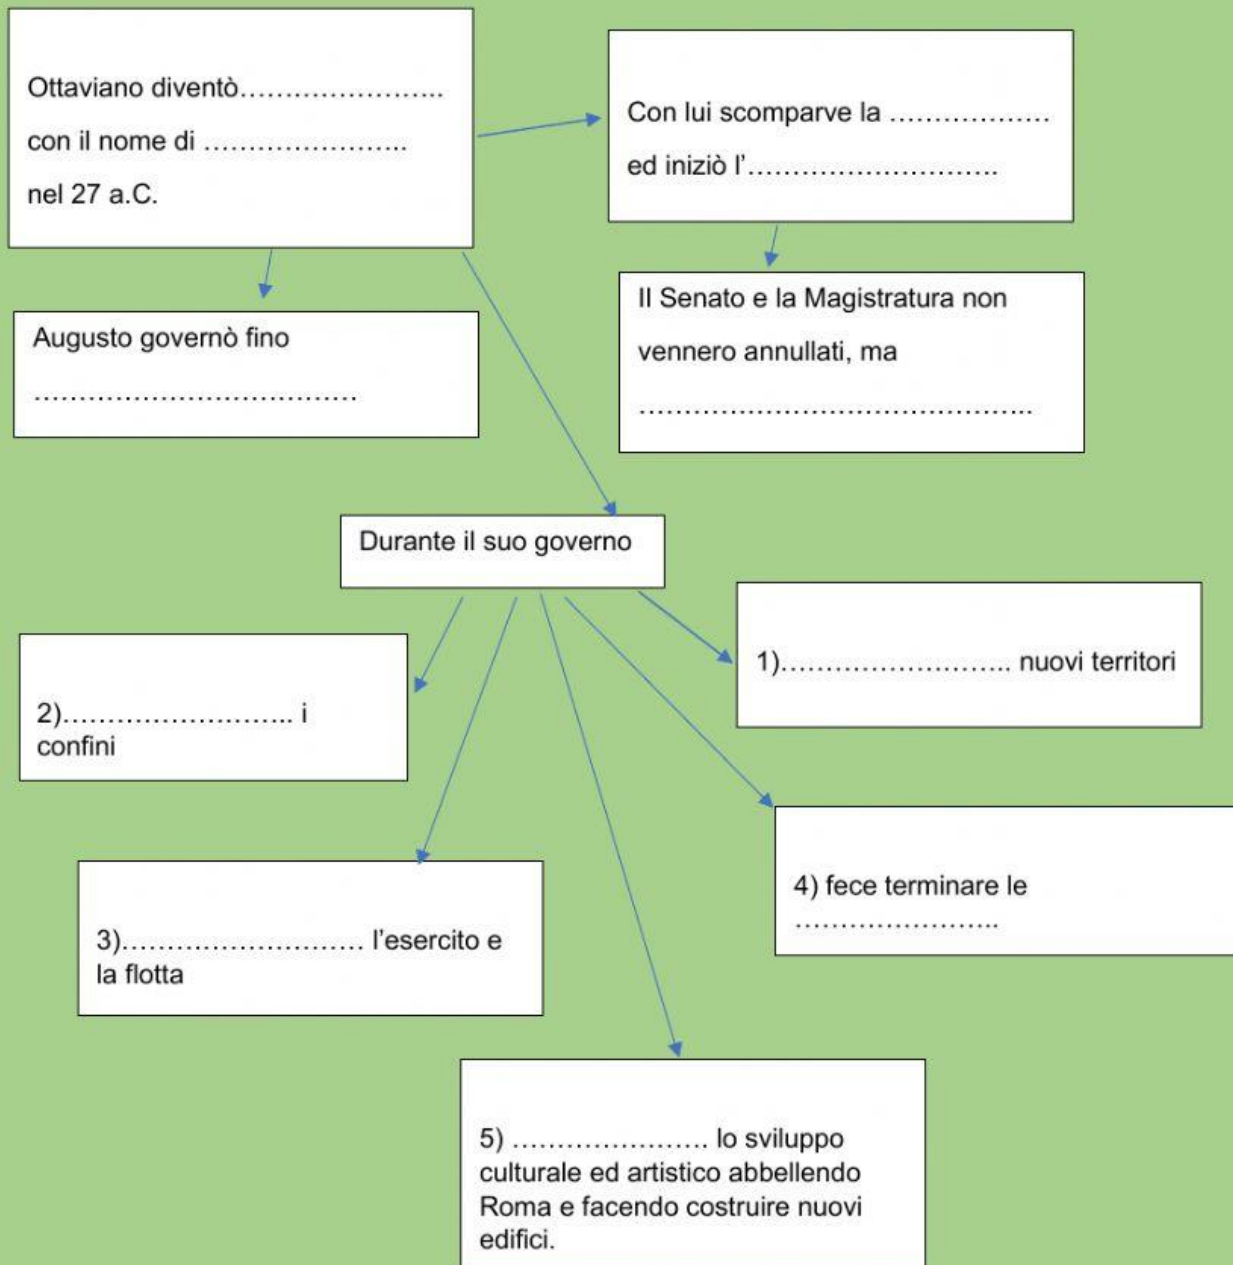 Ottaviano diventò…………………..
con il nome di …………………..
nel 27 a.C.
Con lui scomparve la ………………
ed iniziò l’……………………….
Augusto governò fino
………………………………
Il Senato e la Magistratura non
vennero annullati, ma
……………………………………..
Durante il suo governo
1)…………………….. nuovi territori
2)…………………….. i
confini
3)……………………… l’esercito e
la flotta
4) fece terminare le
…………………..
5) …………………. lo sviluppo
culturale ed artistico abbellendo
Roma e facendo costruire nuovi
edifici.